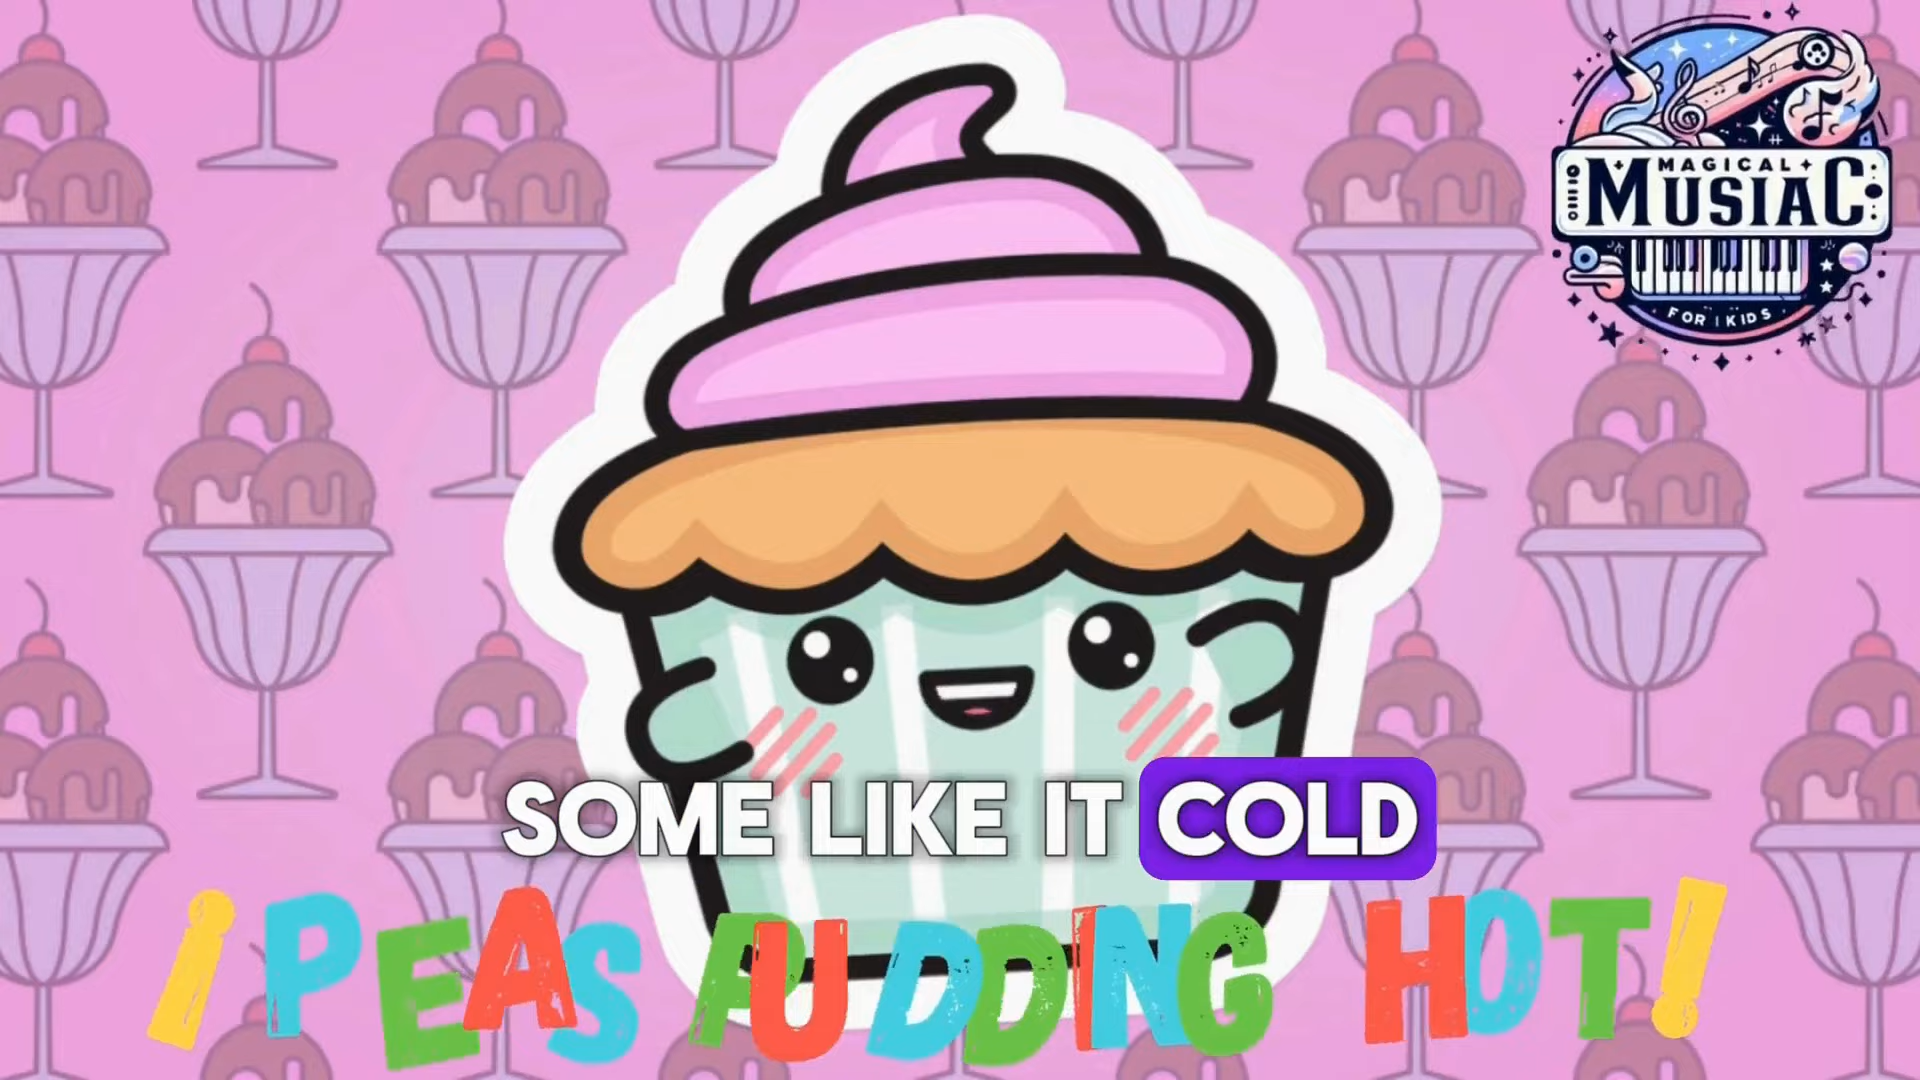 MAGICAL
MUSIAC
FOR KIDS
SOME LIKE IT COLD
¡PEAS PUDDING HOT!